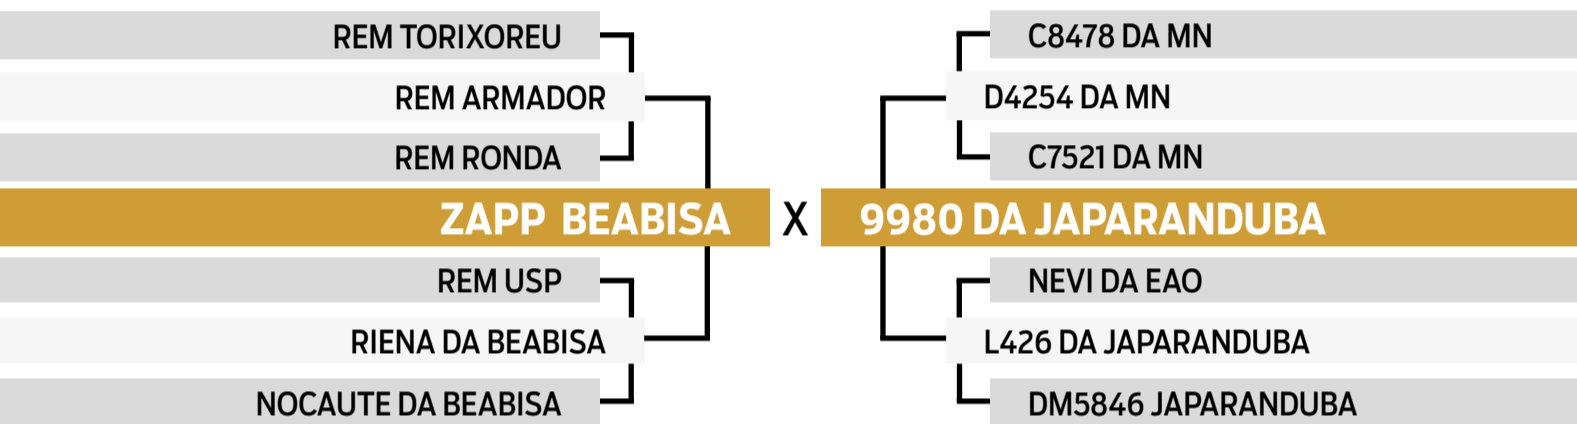 REM TORIXOREU
REM ARMADOR
REM RONDA
ZAPP BEABISA
REM USP
RIENA DA BEABISA
NOCAUTE DA BEABISA
X
C8478 DA MN
D4254 DA MN
C7521 DA MN
9980 DA JAPARANDUBA
NEVI DA EAO
L426 DA JAPARANDUBA
DM5846 JAPARANDUBA